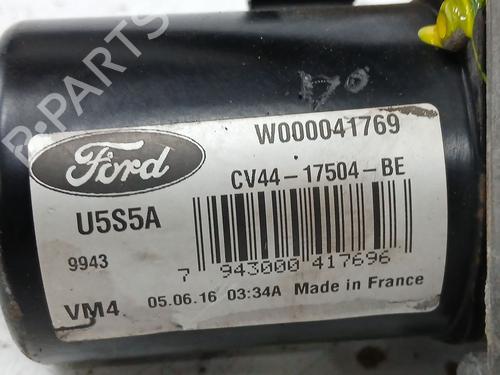 17°
W000041769
Ford
CV44-17504-BE
U5S5A
9943
7 943000 417696
VM4 05.06.16 03:34A Made in France
B-PARTS